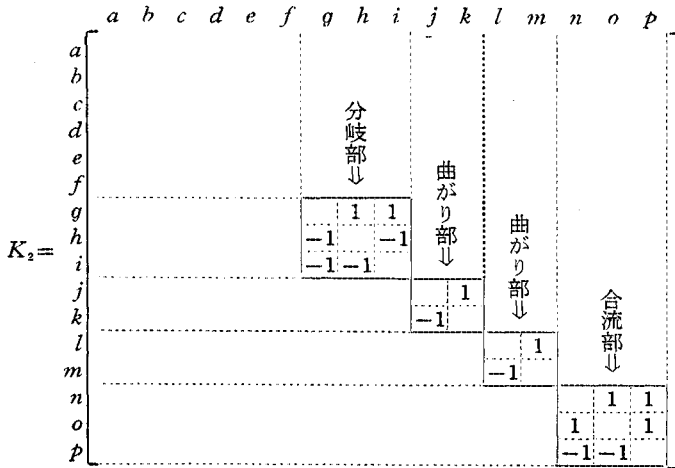 a b c d e f g h i j k l m n o p
a
b
c
d
e
f
g 1 1
h −1 −1
i −1 −1
j 1
k −1
l 1
m −1
n 1 1
o 1 1
p −1 −1
K₂=
分岐部⇒
曲がり部⇒
曲がり部⇒
合流部⇒